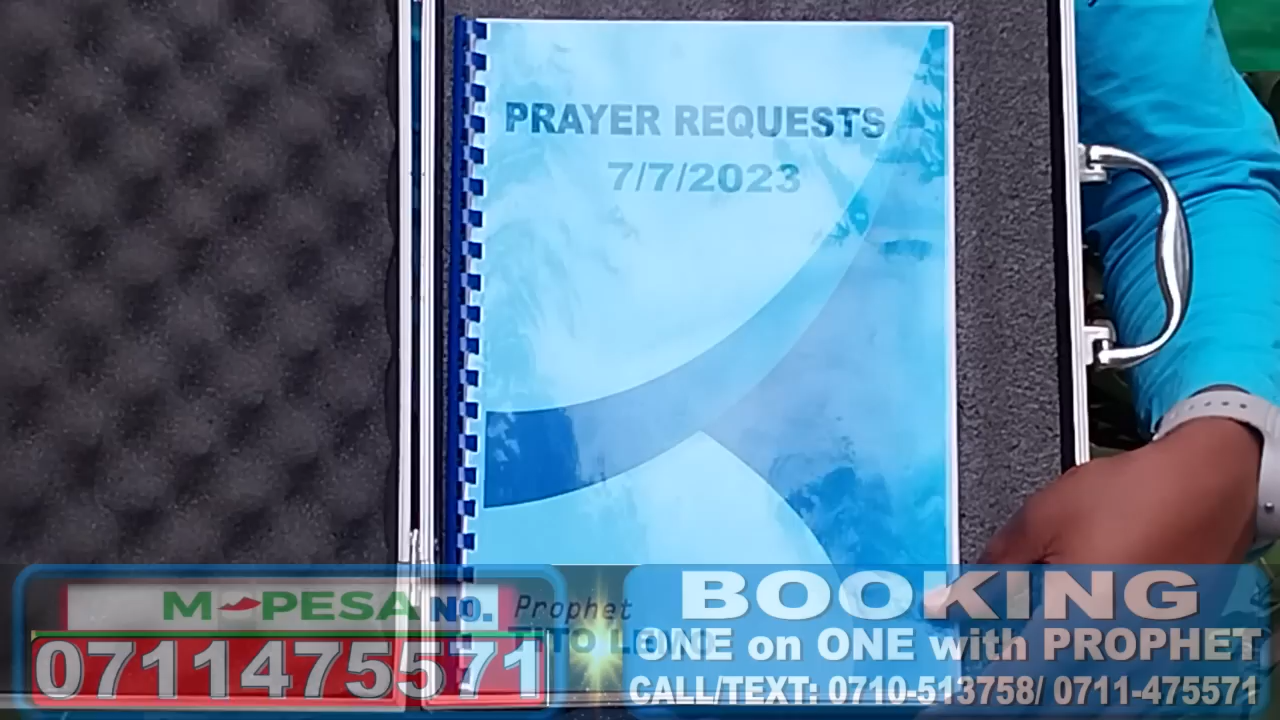 PRAYER REQUESTS
7/7/2023
M-PESA NO.
0711475571
Prophet
TITO
BOOKING
ONE on ONE with PROPHET
CALL/TEXT: 0710-513758/ 0711-475571